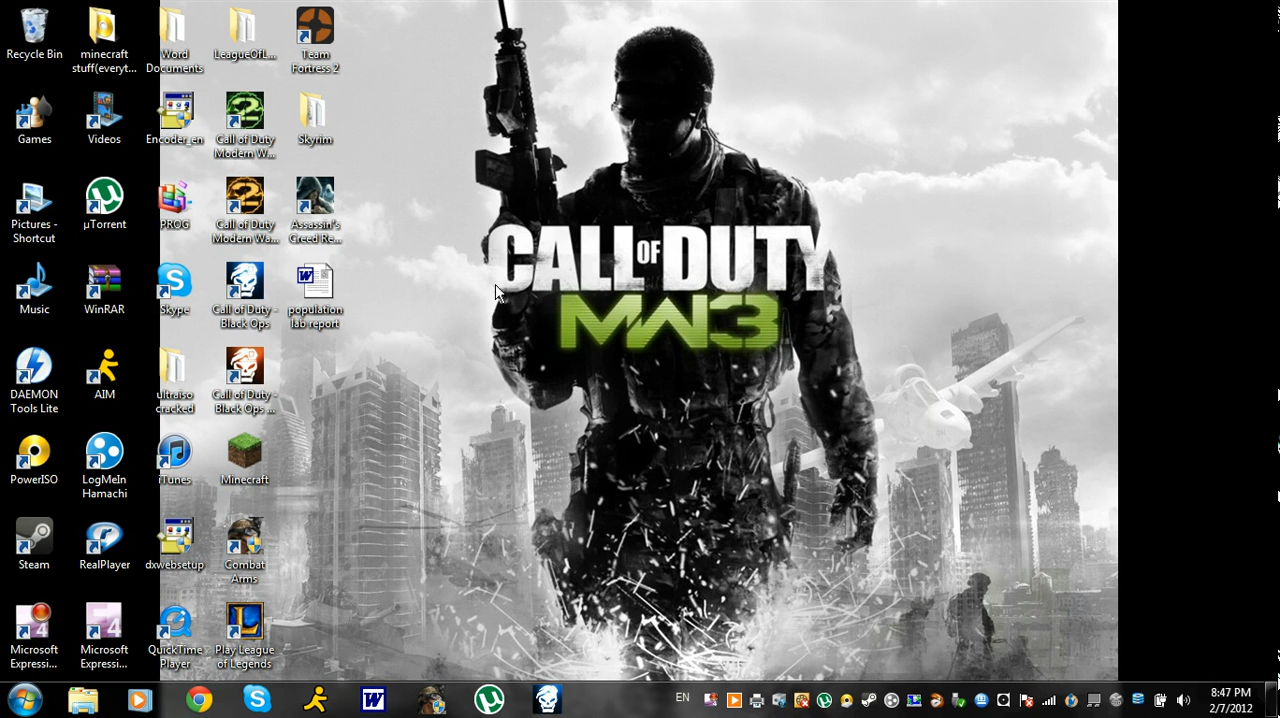 Recycle Bin
minecraft
stuff(everyt...
Word
Documents
LeagueOfL...
Team
Fortress 2
Games
Videos
Encoder_en
Call of Duty
Modern W...
Skyrim
Pictures -
Shortcut
µTorrent
PROG
Call of Duty
Modern Wa...
Assassin's
Creed Re...
Music
WinRAR
Skype
Call of Duty -
Black Ops
population
lab report
DAEMON
Tools Lite
AIM
ultraiso
cracked
Call of Duty -
Black Ops ...
PowerISO
LogMeIn
Hamachi
iTunes
Minecraft
Steam
RealPlayer
dxwebsetup
Combat
Arms
Microsoft
Expressi...
Microsoft
Expressi...
QuickTime
Player
Play League
of Legends
CALL OF DUTY
MW3
EN
8:47 PM
2/7/2012